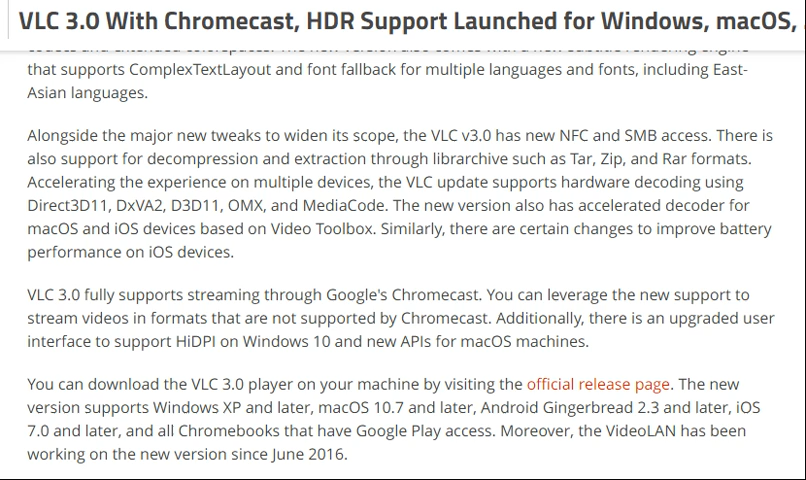 VLC 3.0 With Chromecast, HDR Support Launched for Windows, macOS,
that supports ComplexTextLayout and font fallback for multiple languages and fonts, including East-
Asian languages.
Alongside the major new tweaks to widen its scope, the VLC v3.0 has new NFC and SMB access. There is
also support for decompression and extraction through librarchive such as Tar, Zip, and Rar formats.
Accelerating the experience on multiple devices, the VLC update supports hardware decoding using
Direct3D11, DxVA2, D3D11, OMX, and MediaCode. The new version also has accelerated decoder for
macOS and iOS devices based on Video Toolbox. Similarly, there are certain changes to improve battery
performance on iOS devices.
VLC 3.0 fully supports streaming through Google's Chromecast. You can leverage the new support to
stream videos in formats that are not supported by Chromecast. Additionally, there is an upgraded user
interface to support HiDPI on Windows 10 and new APIs for macOS machines.
You can download the VLC 3.0 player on your machine by visiting the official release page. The new
version supports Windows XP and later, macOS 10.7 and later, Android Gingerbread 2.3 and later, iOS
7.0 and later, and all Chromebooks that have Google Play access. Moreover, the VideoLAN has been
working on the new version since June 2016.